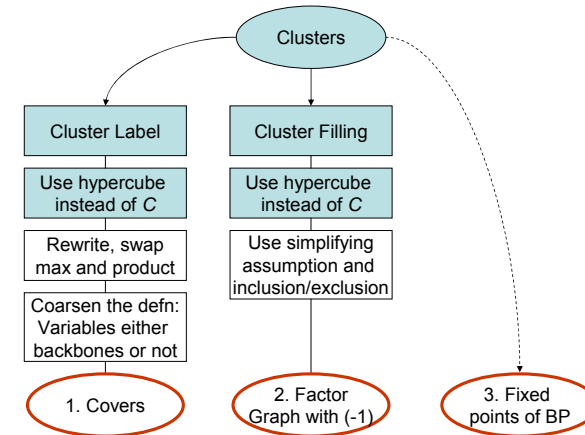 Clusters
Cluster Label
Use hypercube
instead of C
Rewrite, swap
max and product
Coarsen the defn:
Variables either
backbones or not
1. Covers
Cluster Filling
Use hypercube
instead of C
Use simplifying
assumption and
inclusion/exclusion
2. Factor
Graph with (-1)
3. Fixed
points of BP